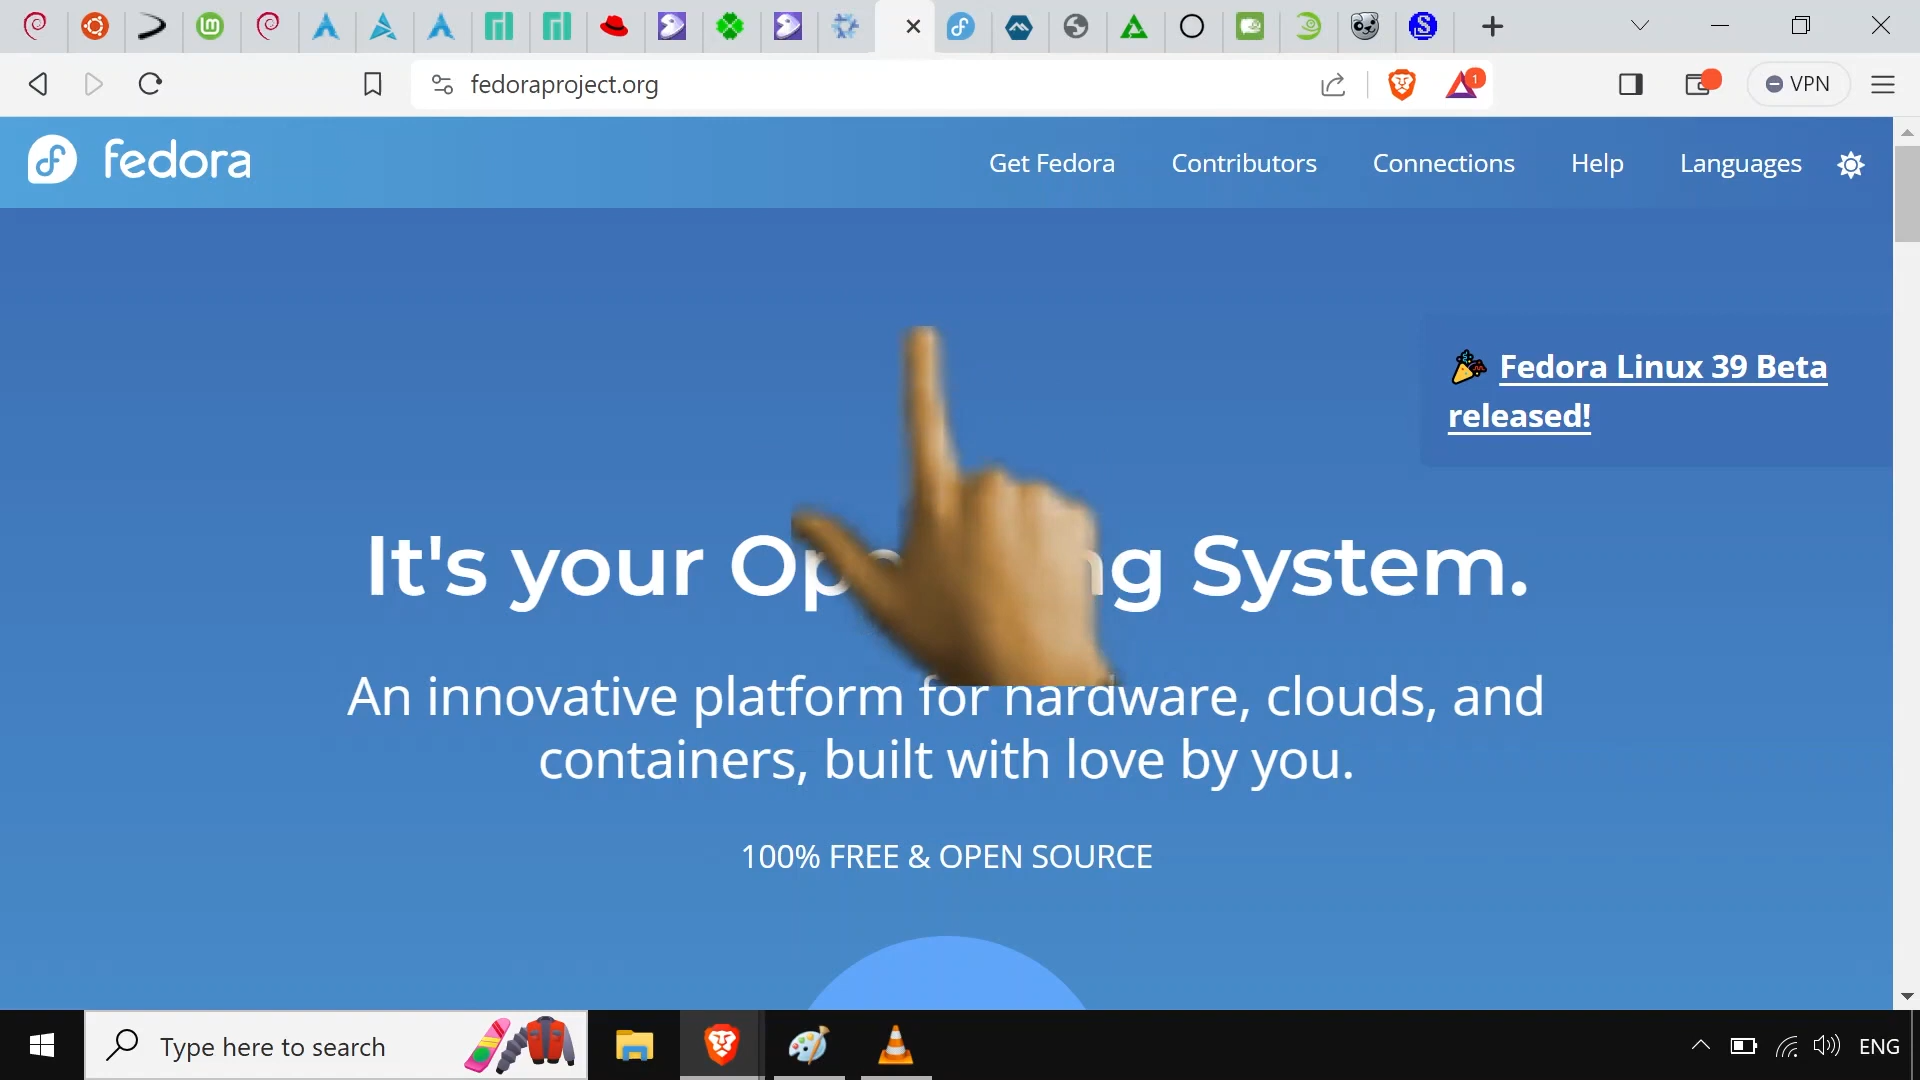 fedoraproject.org
1
VPN
fedora
Get Fedora
Contributors
Connections
Help
Languages
Fedora Linux 39 Beta
released!
It's your Op ng System.
An innovative platform for hardware, clouds, and
containers, built with love by you.
100% FREE & OPEN SOURCE
Type here to search
ENG